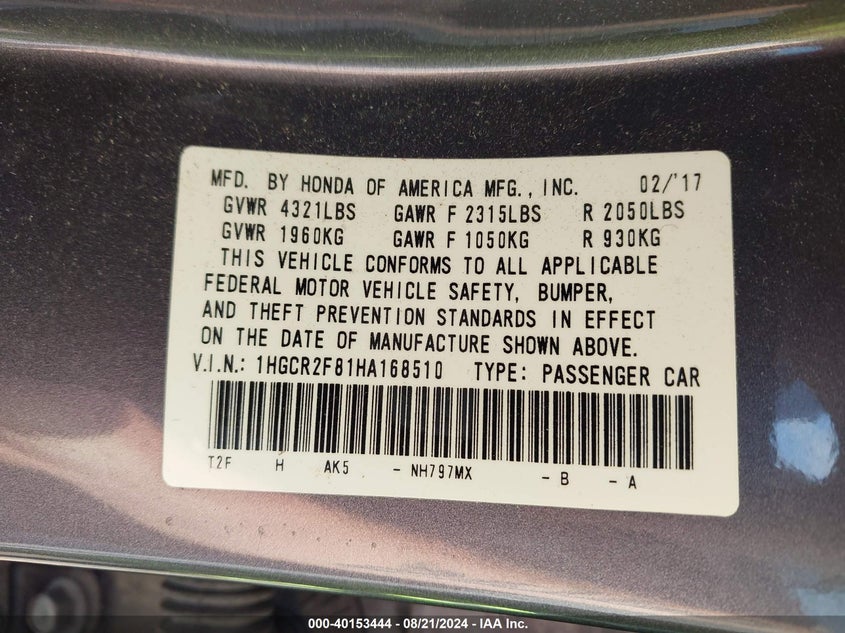 MFD. BY HONDA OF AMERICA MFG., INC. 02/'17
GVWR 4321LBS GAWR F 2315LBS R 2050LBS
GVWR 1960KG GAWR F 1050KG R 930KG
THIS VEHICLE CONFORMS TO ALL APPLICABLE
FEDERAL MOTOR VEHICLE SAFETY, BUMPER,
AND THEFT PREVENTION STANDARDS IN EFFECT
ON THE DATE OF MANUFACTURE SHOWN ABOVE.
V.I.N.: 1HGCR2F81HA168510 TYPE: PASSENGER CAR
T2F H AK5 - NH797MX - B - A
000-40153444 - 08/21/2024 - IAA Inc.